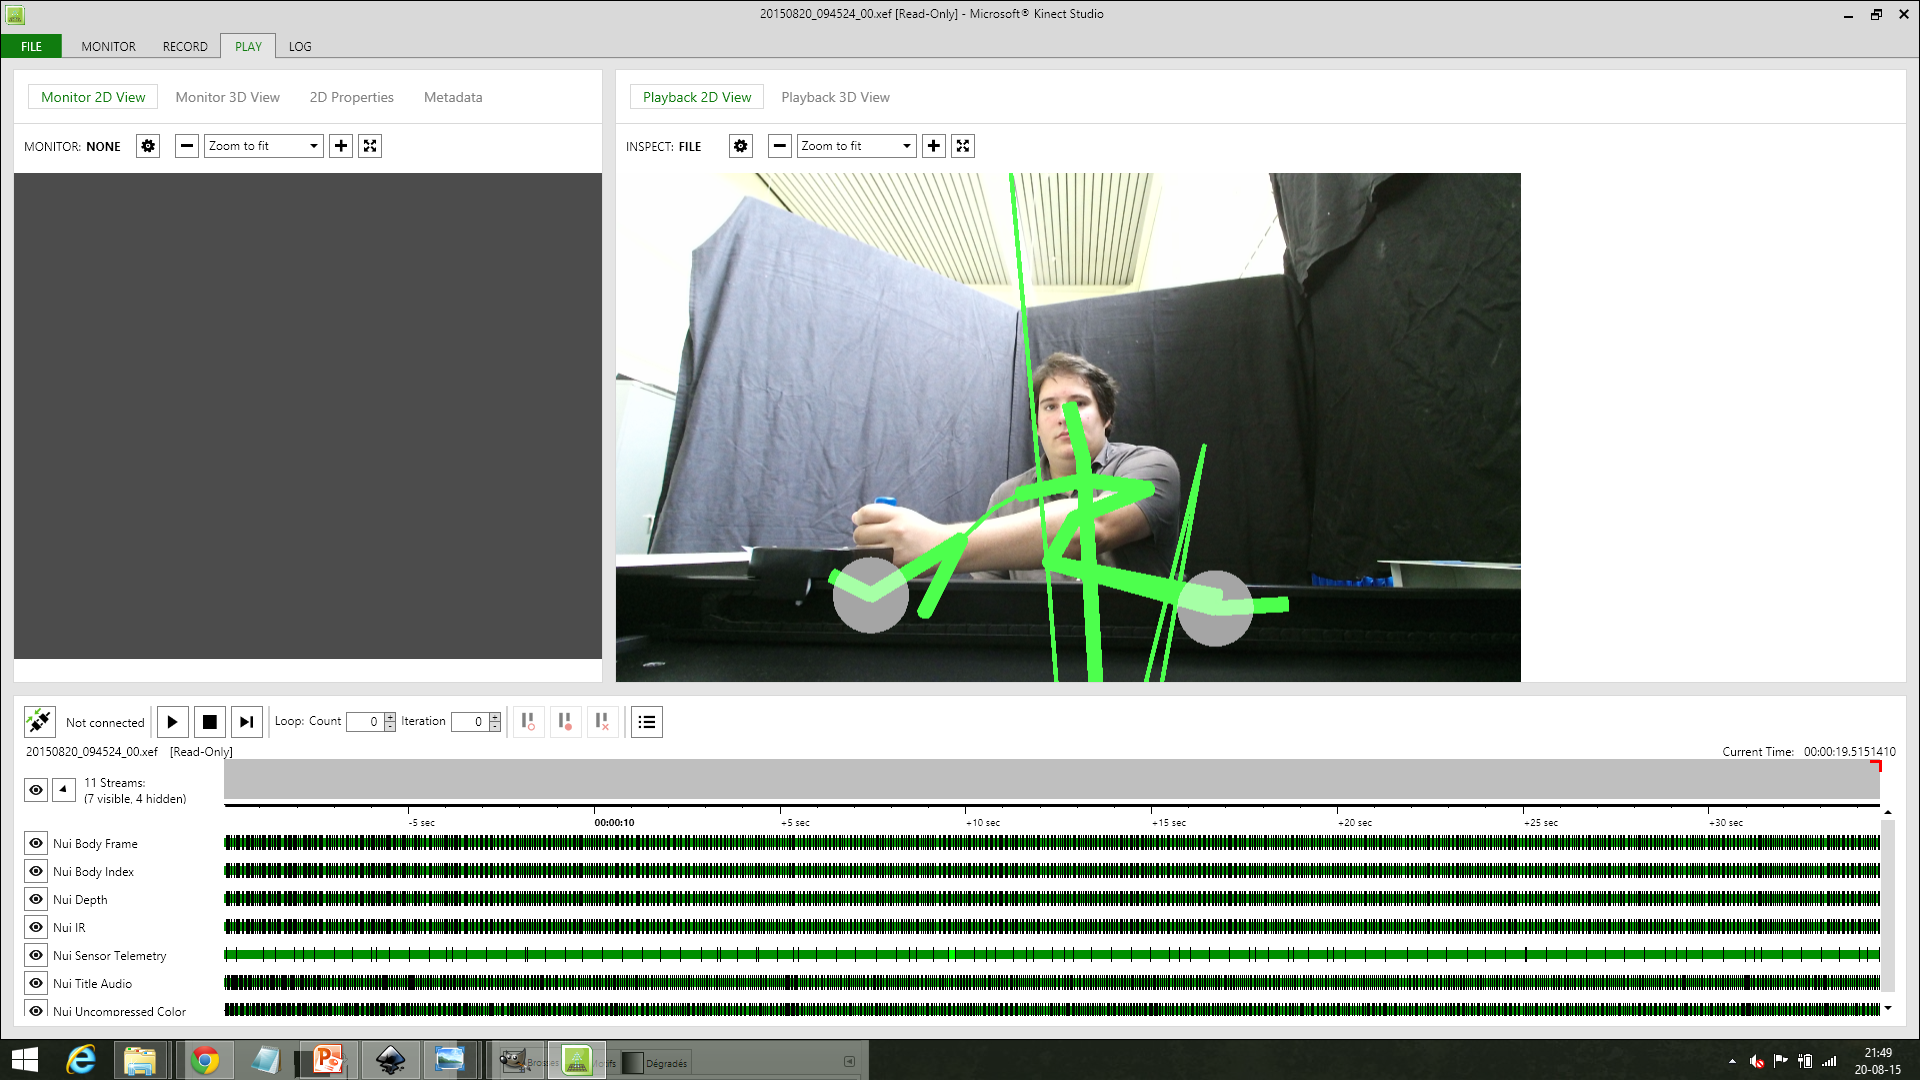 20150820_094524_00.xef [Read-Only] - Microsoft® Kinect Studio
FILE MONITOR RECORD PLAY LOG
Monitor 2D View Monitor 3D View 2D Properties Metadata
Playback 2D View Playback 3D View
MONITOR: NONE Zoom to fit
INSPECT: FILE Zoom to fit
Not connected Loop: Count 0 Iteration 0
20150820_094524_00.xef [Read-Only]
Current Time: 00:00:19.5151410
11 Streams:
(7 visible, 4 hidden)
-5 sec 00:00:10 +5 sec +10 sec +15 sec +20 sec +25 sec +30 sec
Nui Body Frame
Nui Body Index
Nui Depth
Nui IR
Nui Sensor Telemetry
Nui Title Audio
Nui Uncompressed Color
Brosses Dégradés
21:49
20-08-15